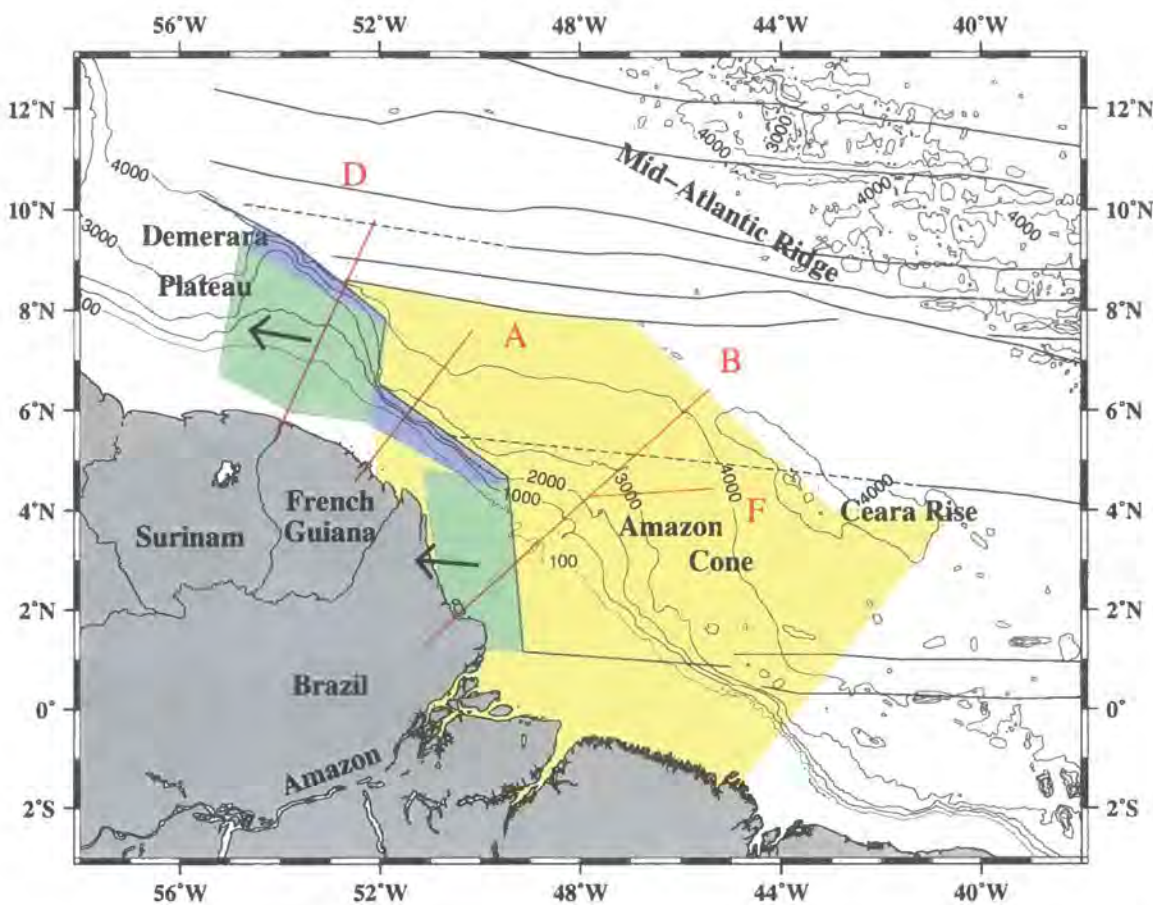 56°W 52°W 48°W 44°W 40°W
12°N 12°N
4000 3000
4000
4000
D
Mid-Atlantic Ridge
10°N 10°N
4000
4000
3000
Demerara
Plateau
8°N 8°N
A
B
6°N 6°N
2000
1000
3000
4000
4000
4°N 4°N
F
French
Guiana
Surinam
Amazon
Cone
Ceara Rise
100
2°N 2°N
Brazil
0° 0°
Amazon
2°S 2°S
56°W 52°W 48°W 44°W 40°W